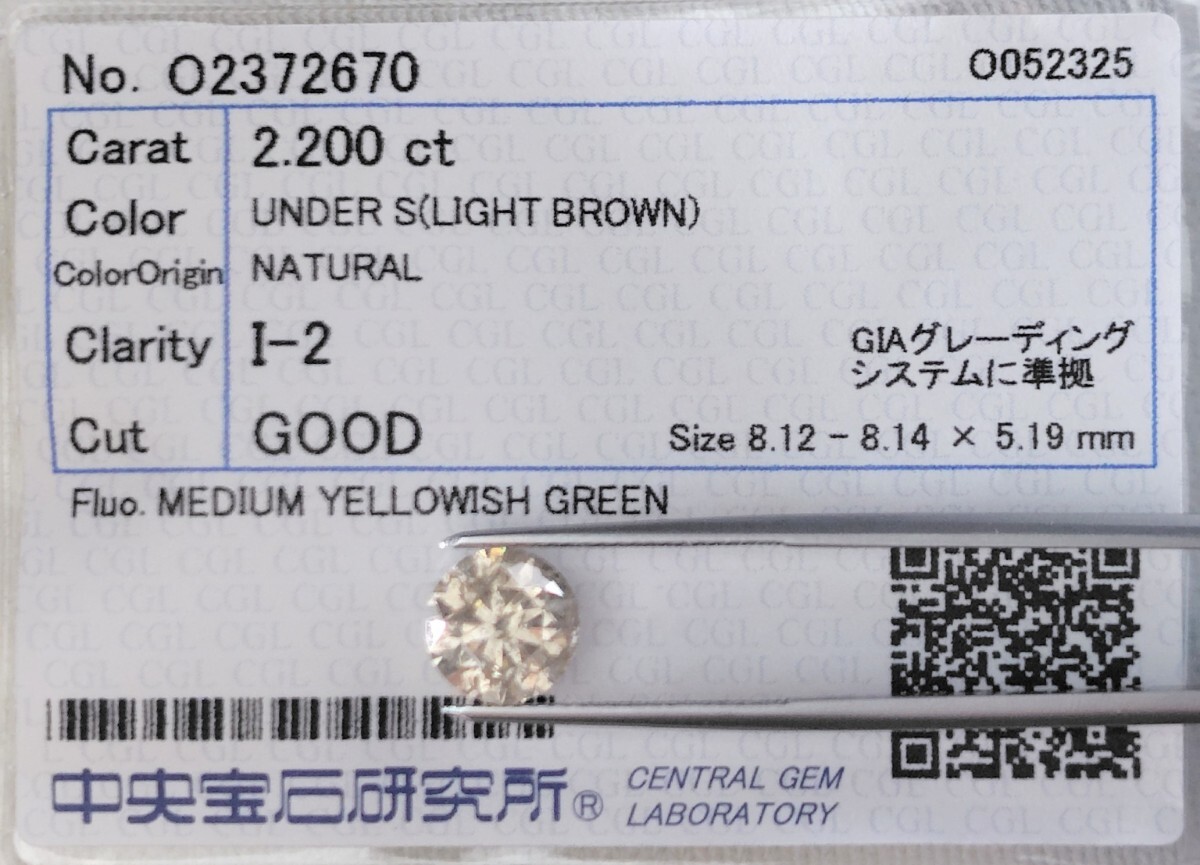 No. O2372670
O052325
Carat 2.200 ct
Color UNDER S(LIGHT BROWN)
ColorOrigin NATURAL
Clarity I-2
GIAグレーディング
システムに準拠
Cut GOOD
Size 8.12 - 8.14 × 5.19 mm
Fluo. MEDIUM YELLOWISH GREEN
中央宝石研究所®
CENTRAL GEM
LABORATORY